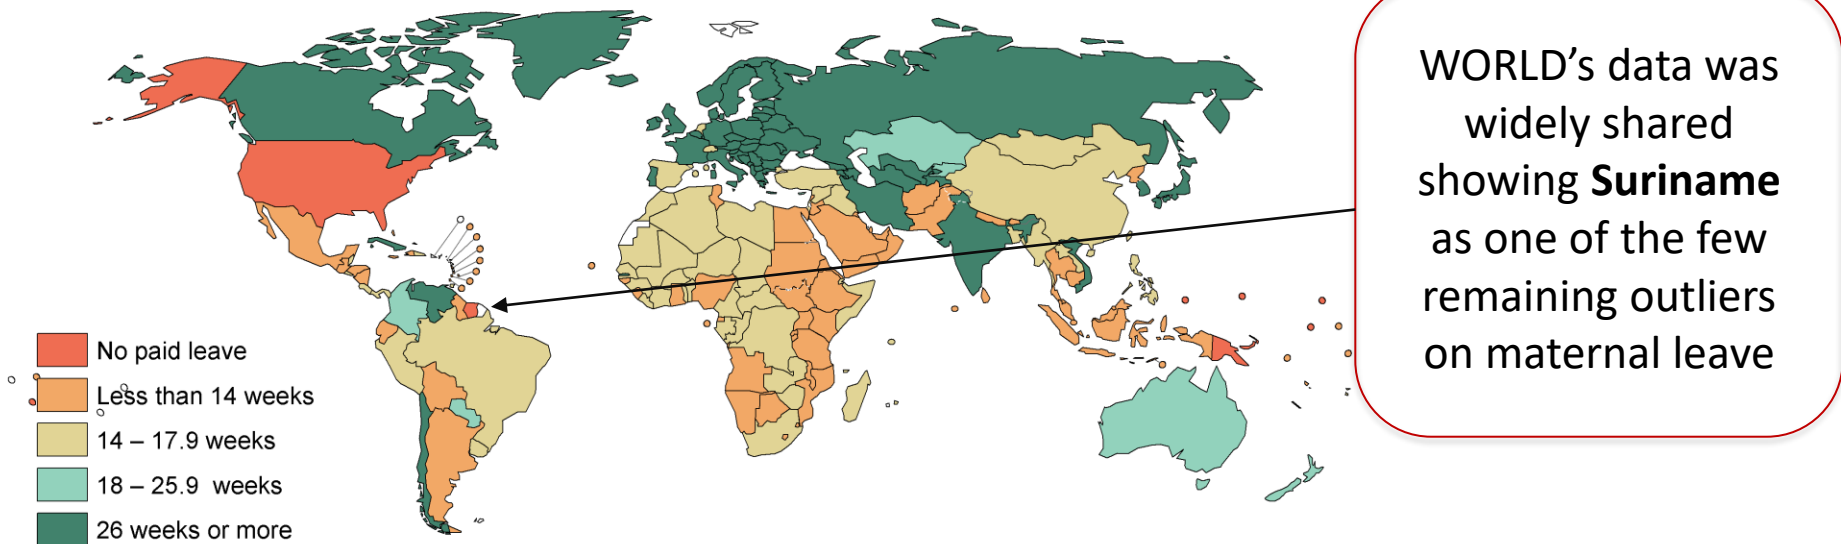 WORLD's data was
widely shared
showing Suriname
as one of the few
remaining outliers
on maternal leave
No paid leave
Less than 14 weeks
14 – 17.9 weeks
18 – 25.9 weeks
26 weeks or more